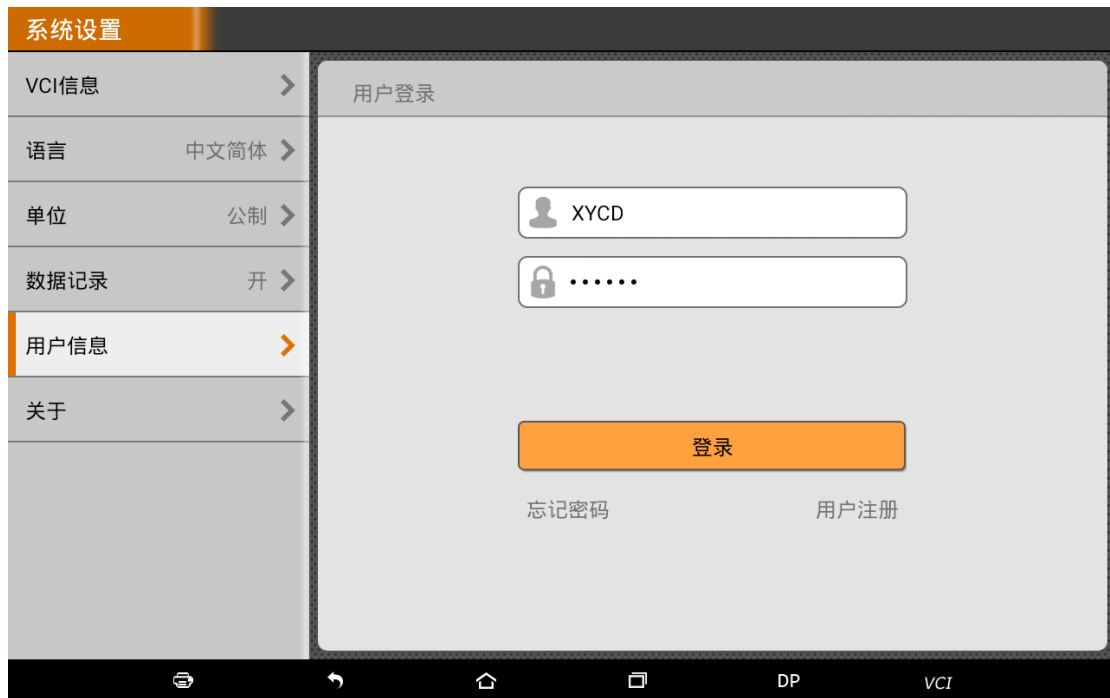 系统设置
VCI信息
语言 中文简体
单位 公制
数据记录 开
用户信息
关于
用户登录
XYCD
••••••
登录
忘记密码 用户注册
DP VCI